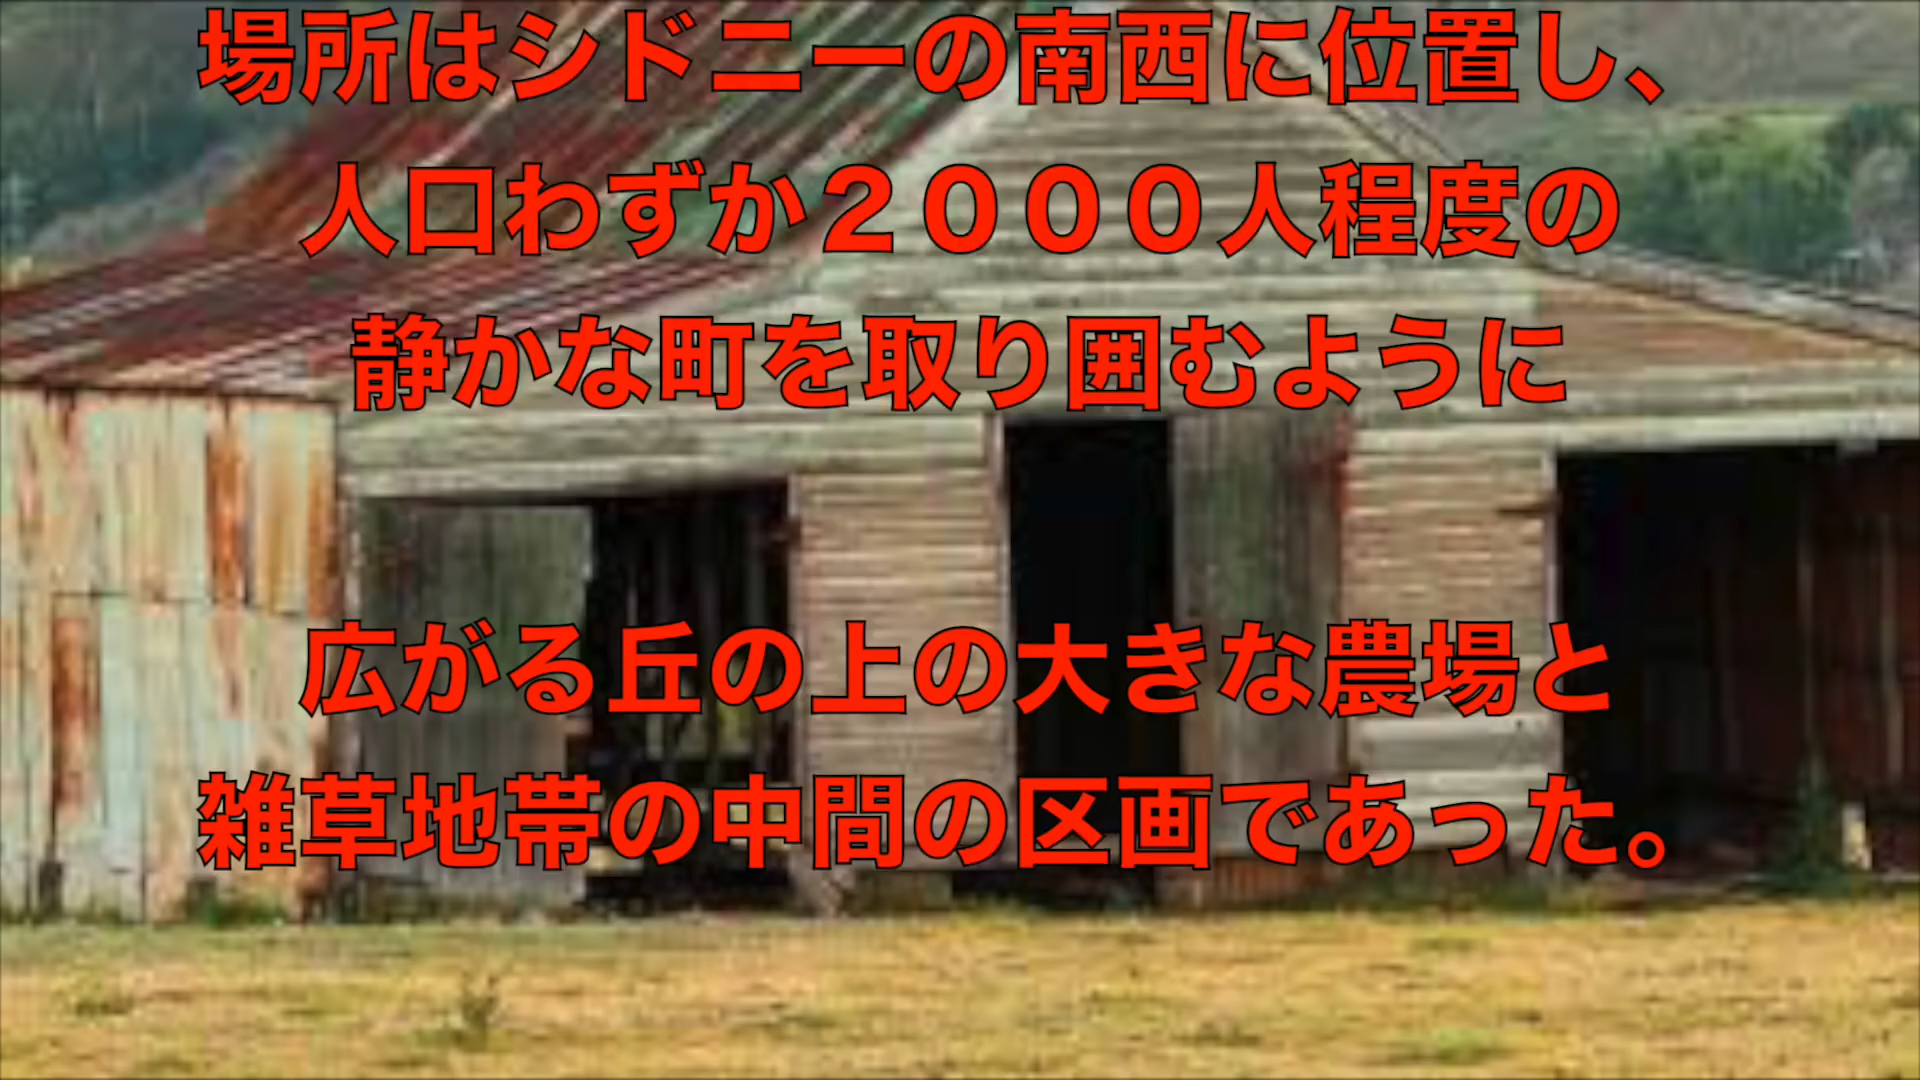 場所はシドニーの南西に位置し、
人口わずか２０００人程度の
静かな町を取り囲むように
広がる丘の上の大きな農場と
雑草地帯の中間の区画であった。